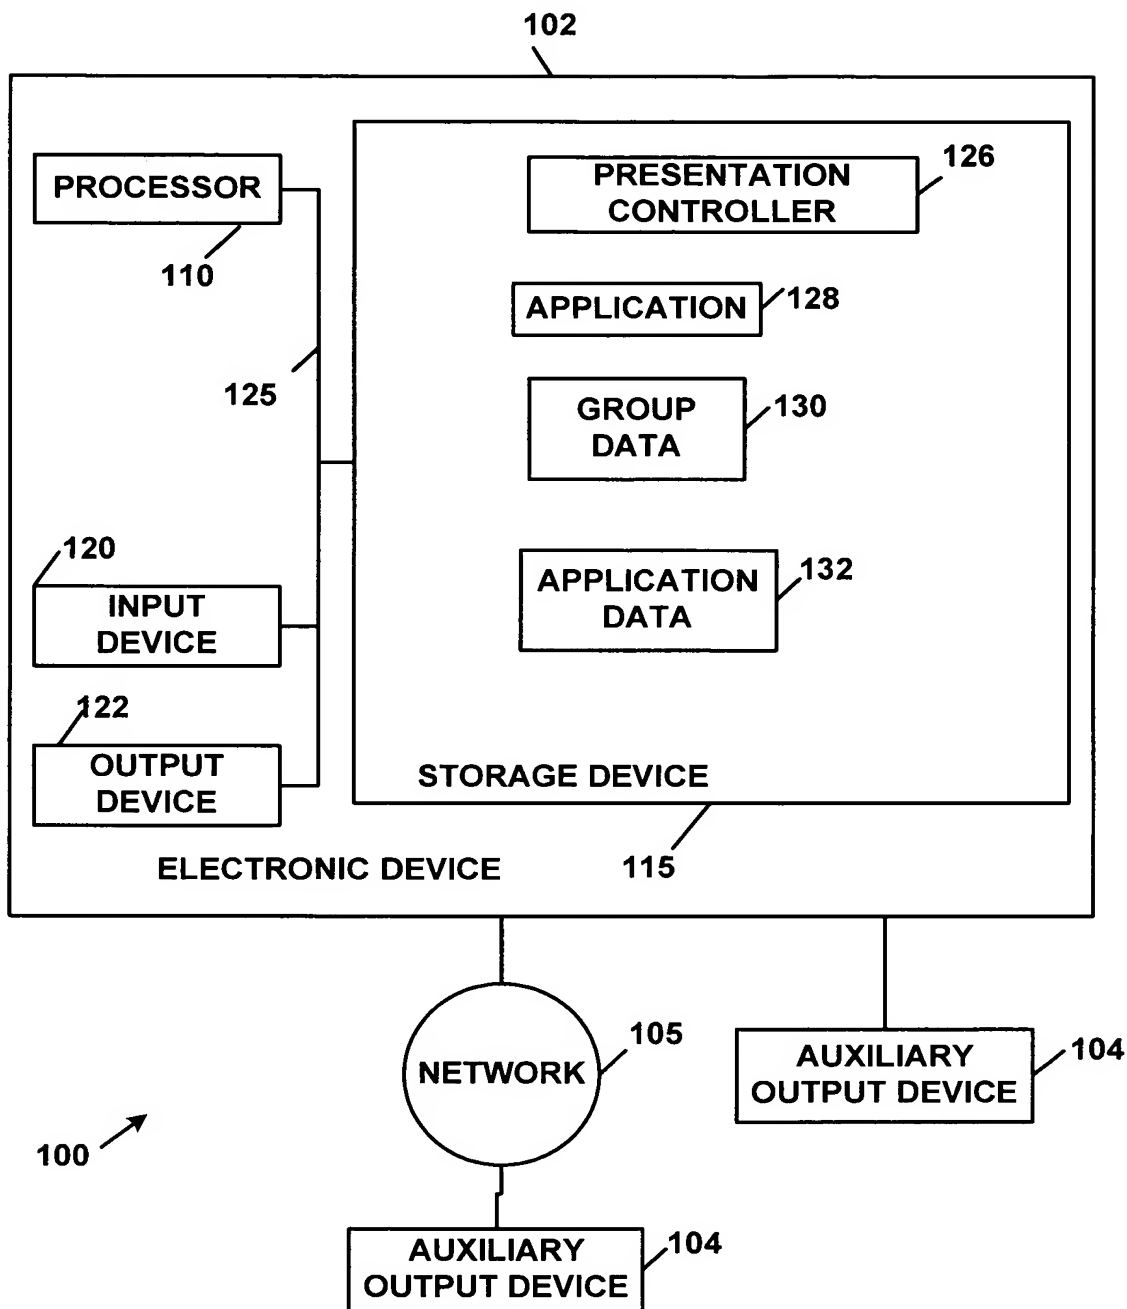 102
PROCESSOR
110
125
PRESENTATION
CONTROLLER
126
APPLICATION
128
GROUP
DATA
130
120
INPUT
DEVICE
APPLICATION
DATA
132
122
OUTPUT
DEVICE
STORAGE DEVICE
115
ELECTRONIC DEVICE
NETWORK
105
AUXILIARY
OUTPUT DEVICE
104
100
AUXILIARY
OUTPUT DEVICE
104